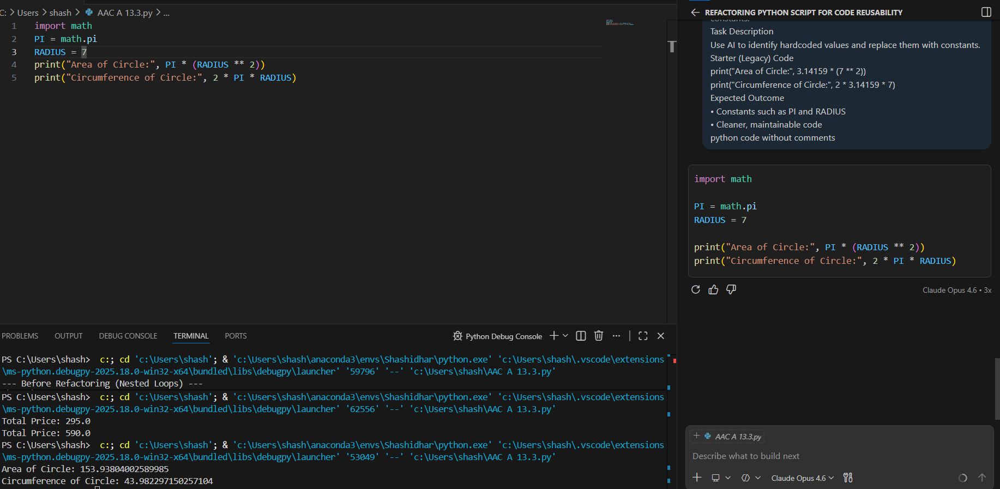 C: > Users > shash > AAC A 13.3.py > ...
1 import math
2 PI = math.pi
3 RADIUS = 7
4 print("Area of Circle:", PI * (RADIUS ** 2))
5 print("Circumference of Circle:", 2 * PI * RADIUS)
T
PROBLEMS OUTPUT DEBUG CONSOLE TERMINAL PORTS
Python Debug Console
PS C:\Users\shash>  c:; cd 'c:\Users\shash'; & 'c:\Users\shash\anaconda3\envs\Shashidhar\python.exe' 'c:\Users\shash\.vscode\extensions
\ms-python.debugpy-2025.18.0-win32-x64\bundled\libs\debugpy\launcher' '59796' '--' 'c:\Users\shash\AAC A 13.3.py'
--- Before Refactoring (Nested Loops) ---
PS C:\Users\shash>  c:; cd 'c:\Users\shash'; & 'c:\Users\shash\anaconda3\envs\Shashidhar\python.exe' 'c:\Users\shash\.vscode\extensions
\ms-python.debugpy-2025.18.0-win32-x64\bundled\libs\debugpy\launcher' '62556' '--' 'c:\Users\shash\AAC A 13.3.py'
Total Price: 295.0
Total Price: 590.0
PS C:\Users\shash>  c:; cd 'c:\Users\shash'; & 'c:\Users\shash\anaconda3\envs\Shashidhar\python.exe' 'c:\Users\shash\.vscode\extensions
\ms-python.debugpy-2025.18.0-win32-x64\bundled\libs\debugpy\launcher' '53049' '--' 'c:\Users\shash\AAC A 13.3.py'
Area of Circle: 153.93804002589985
Circumference of Circle: 43.982297150257104
REFACTORING PYTHON SCRIPT FOR CODE REUSABILITY
constants.
Task Description
Use AI to identify hardcoded values and replace them with constants.
Starter (Legacy) Code
print("Area of Circle:", 3.14159 * (7 ** 2))
print("Circumference of Circle:", 2 * 3.14159 * 7)
Expected Outcome
• Constants such as PI and RADIUS
• Cleaner, maintainable code
python code without comments
import math
PI = math.pi
RADIUS = 7
print("Area of Circle:", PI * (RADIUS ** 2))
print("Circumference of Circle:", 2 * PI * RADIUS)
Claude Opus 4.6 • 3x
AAC A 13.3.py
Describe what to build next
Claude Opus 4.6